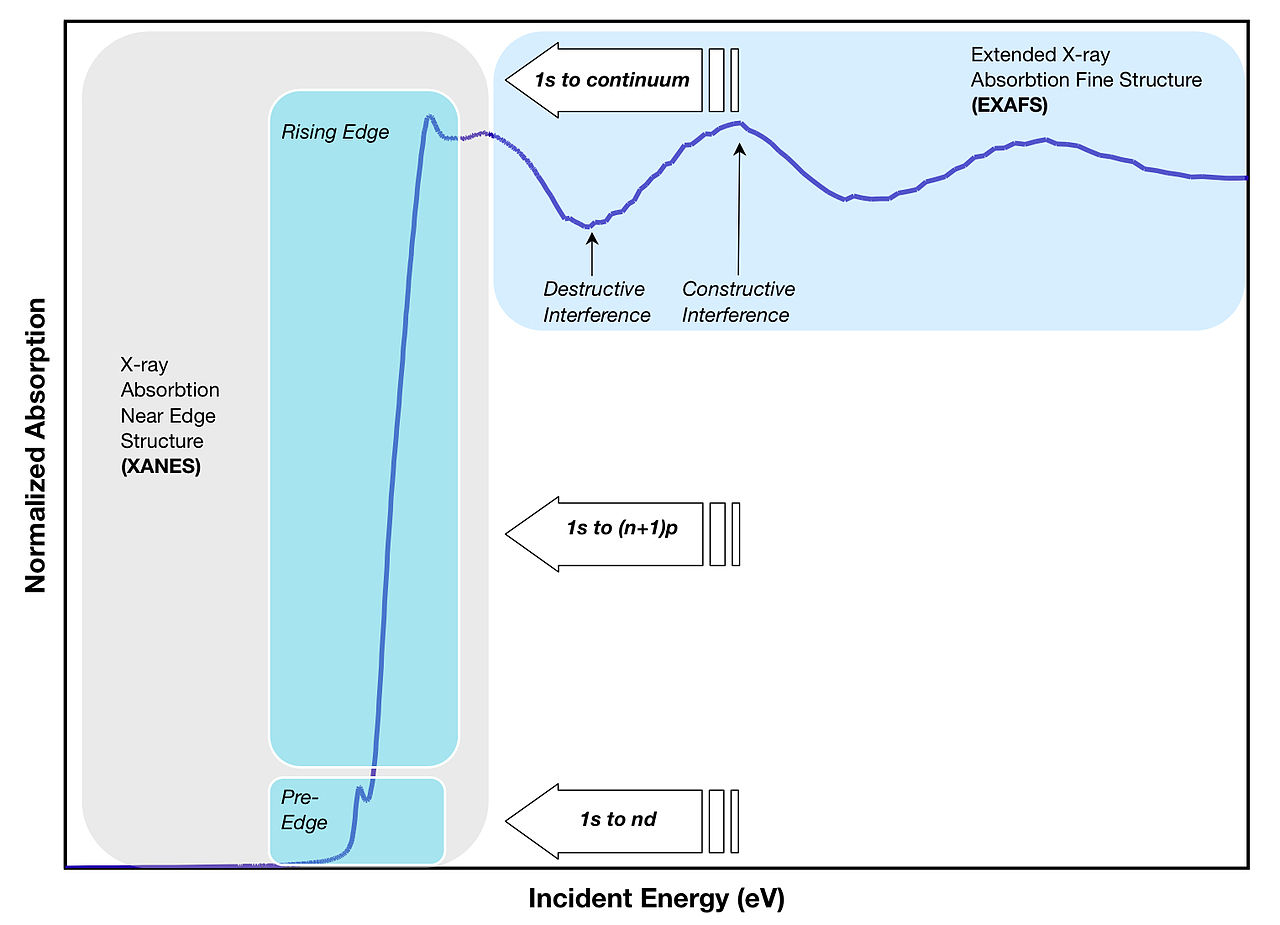 1s to continuum
Extended X-ray
Absorbtion Fine Structure
(EXAFS)
Rising Edge
Destructive
Interference
Constructive
Interference
X-ray
Absorbtion
Near Edge
Structure
(XANES)
1s to (n+1)p
Pre-
Edge
1s to nd
Normalized Absorption
Incident Energy (eV)